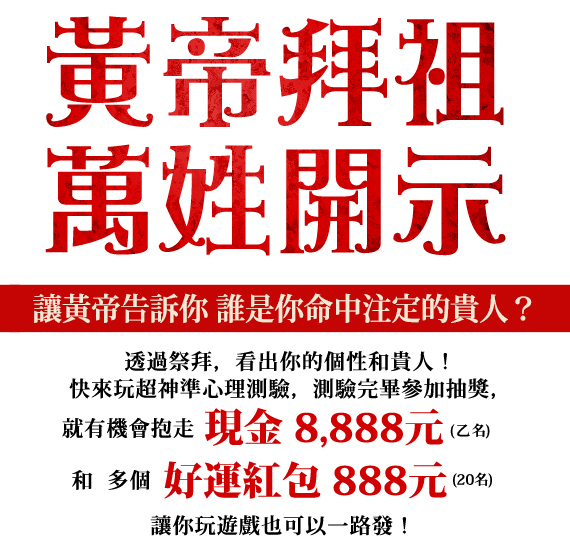 黃帝拜祖
萬姓開示
讓黃帝告訴你 誰是你命中注定的貴人？
透過祭拜，看出你的個性和貴人！
快來玩超神準心理測驗，測驗完畢參加抽獎，
就有機會抱走 現金 8,888元 (乙名)
和 多個 好運紅包 888元 (20名)
讓你玩遊戲也可以一路發！